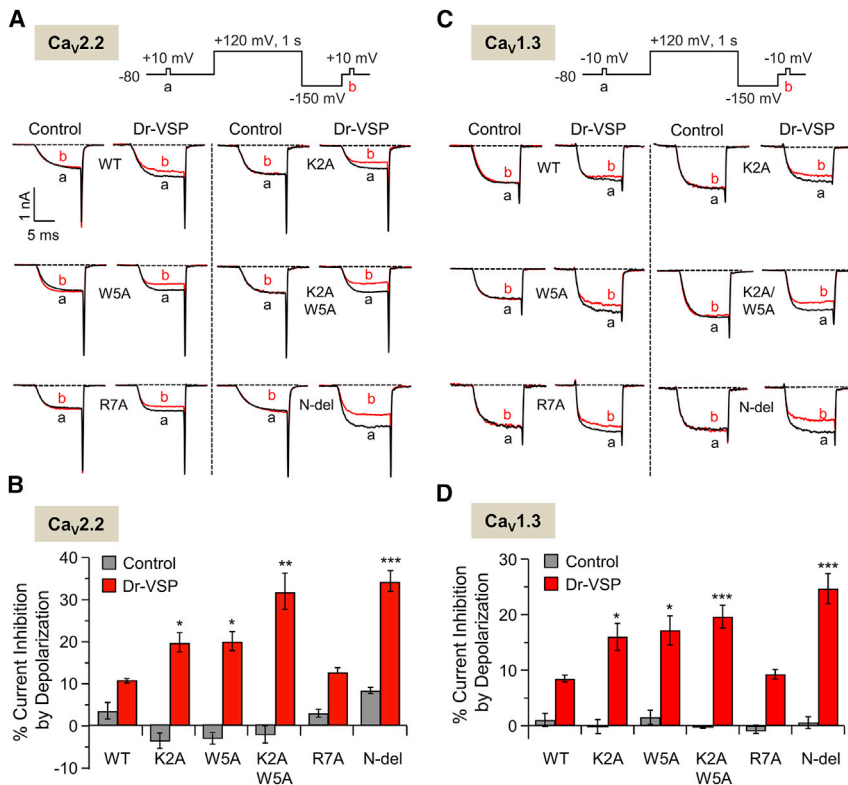 A
Cav2.2
+10 mV
+120 mV, 1 s
+10 mV
-80
a
-150 mV
b
Control
Dr-VSP
Control
Dr-VSP
b
a
WT
b
a
b
a
K2A
b
a
1 nA
5 ms
b
a
W5A
b
a
b
a
K2A
W5A
b
a
b
a
R7A
b
a
b
a
N-del
b
a
B
Cav2.2
Control
Dr-VSP
% Current Inhibition
by Depolarization
40
30
20
10
0
-10
*
*
**
***
WT
K2A
W5A
K2A
W5A
R7A
N-del
C
Cav1.3
-10 mV
+120 mV, 1 s
-10 mV
-80
a
-150 mV
b
Control
Dr-VSP
Control
Dr-VSP
b
a
WT
b
a
b
a
K2A
b
a
b
a
W5A
b
a
b
a
K2A/
W5A
b
a
b
a
R7A
b
a
b
a
N-del
b
a
D
Cav1.3
Control
Dr-VSP
% Current Inhibition
by Depolarization
30
20
10
0
*
*
***
***
WT
K2A
W5A
K2A
W5A
R7A
N-del